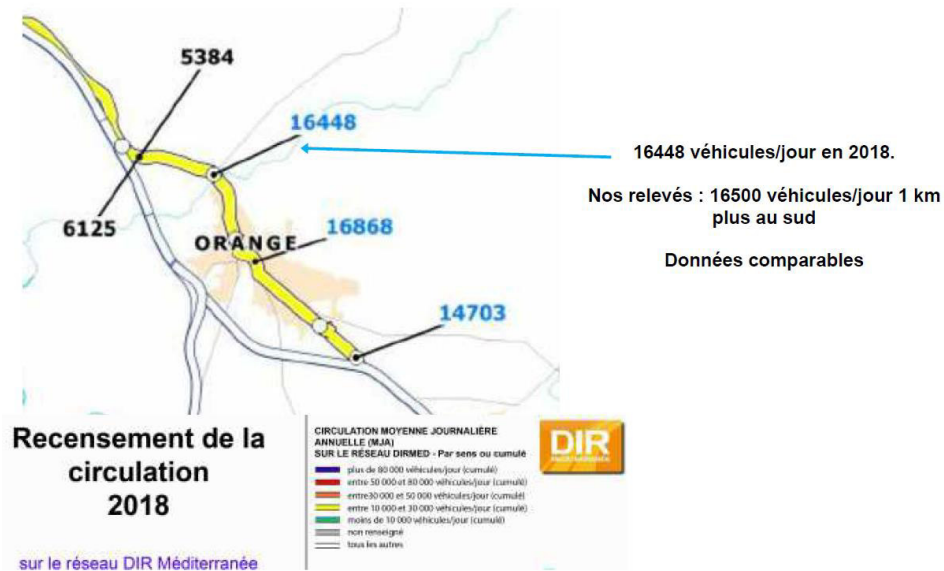 5384
16448
6125
ORANGE
16868
14703
16448 véhicules/jour en 2018.
Nos relevés : 16500 véhicules/jour 1 km
plus au sud
Données comparables
Recensement de la
circulation
2018
sur le réseau DIR Méditerranée
CIRCULATION MOYENNE JOURNALIÈRE
ANNUELLE (MJA)
SUR LE RÉSEAU DIRMED - Par sens ou cumulé
plus de 80 000 véhicules/jour (cumulé)
entre 50 000 et 80 000 véhicules/jour (cumulé)
entre30 000 et 50 000 véhicules/jour (cumulé)
entre 10 000 et 30 000 véhicules/jour (cumulé)
moins de 10 000 véhicules/jour (cumulé)
non renseigné
tous les autres
DIR
MÉDITERRANÉE